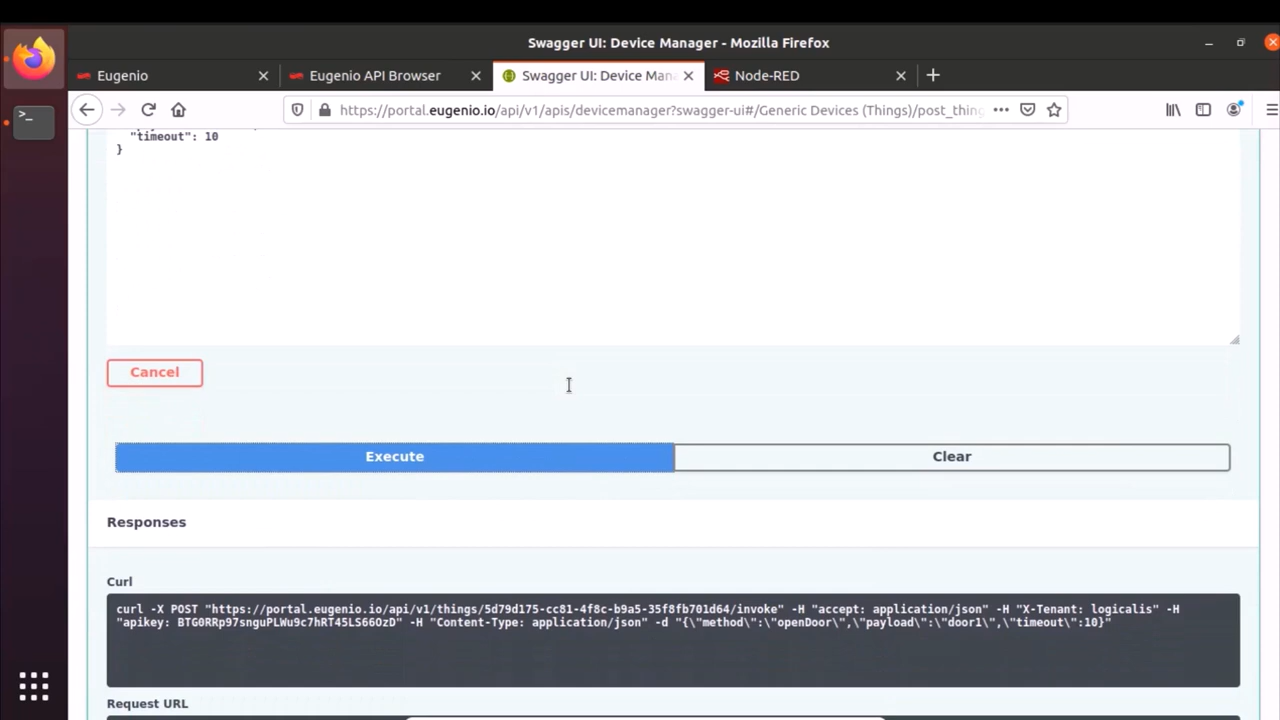 Swagger UI: Device Manager - Mozilla Firefox
Eugenio
Eugenio API Browser
Swagger UI: Device Man
Node-RED
https://portal.eugenio.io/api/v1/apis/devicemanager?swagger-ui#/Generic Devices (Things)/post_thing
"timeout": 10
}
Cancel
Execute
Clear
Responses
Curl
curl -X POST "https://portal.eugenio.io/api/v1/things/5d79d175-cc81-4f8c-b9a5-35f8fb701d64/invoke" -H "accept: application/json" -H "X-Tenant: logicalis" -H
"apikey: BTG0RRp97snguPLWu9c7hRT45LS66OzD" -H "Content-Type: application/json" -d "{\"method\":\"openDoor\",\"payload\":\"door1\",\"timeout\":10}"
Request URL